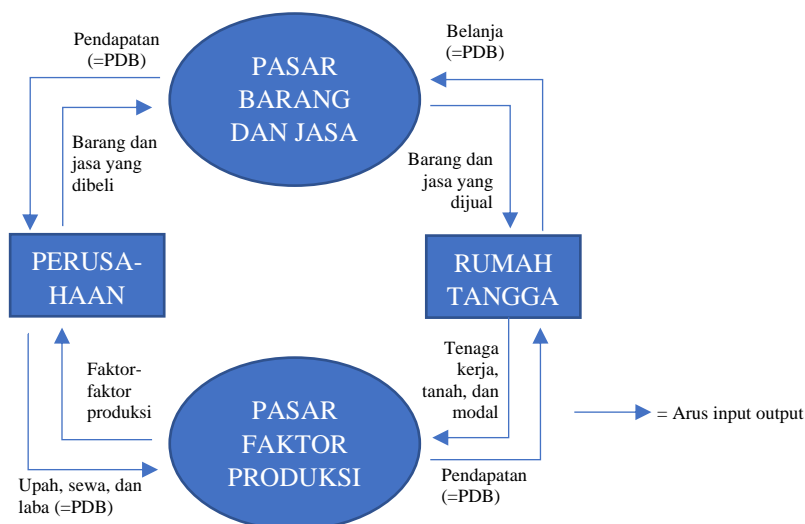 Pendapatan
(=PDB)
PASAR
BARANG
DAN JASA
Belanja
(=PDB)
Barang dan
jasa yang
dibeli
Barang dan
jasa yang
dijual
PERUSA-
HAAN
RUMAH
TANGGA
Faktor-
faktor
produksi
PASAR
FAKTOR
PRODUKSI
Tenaga
kerja,
tanah, dan
modal
= Arus input output
Upah, sewa, dan
laba (=PDB)
Pendapatan
(=PDB)